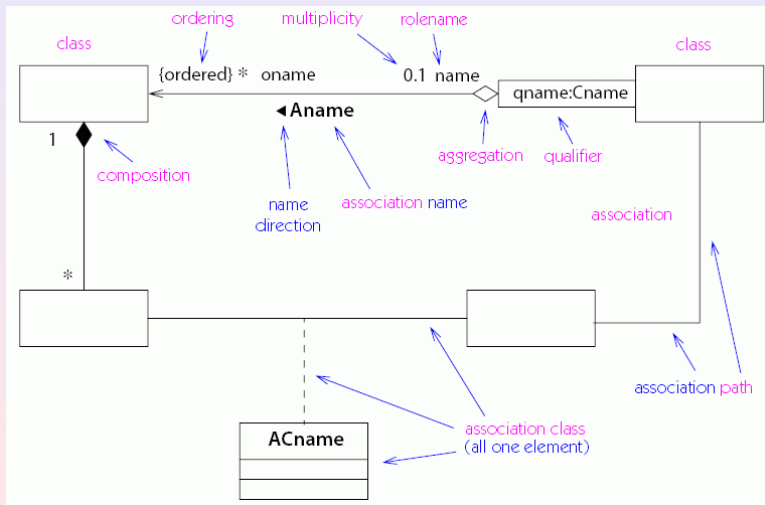 ordering
multiplicity
rolename
class
class
{ordered} * oname
0.1 name
qname:Cname
Aname
1
composition
aggregation
qualifier
name
direction
association name
association
*
association path
ACname
association class
(all one element)